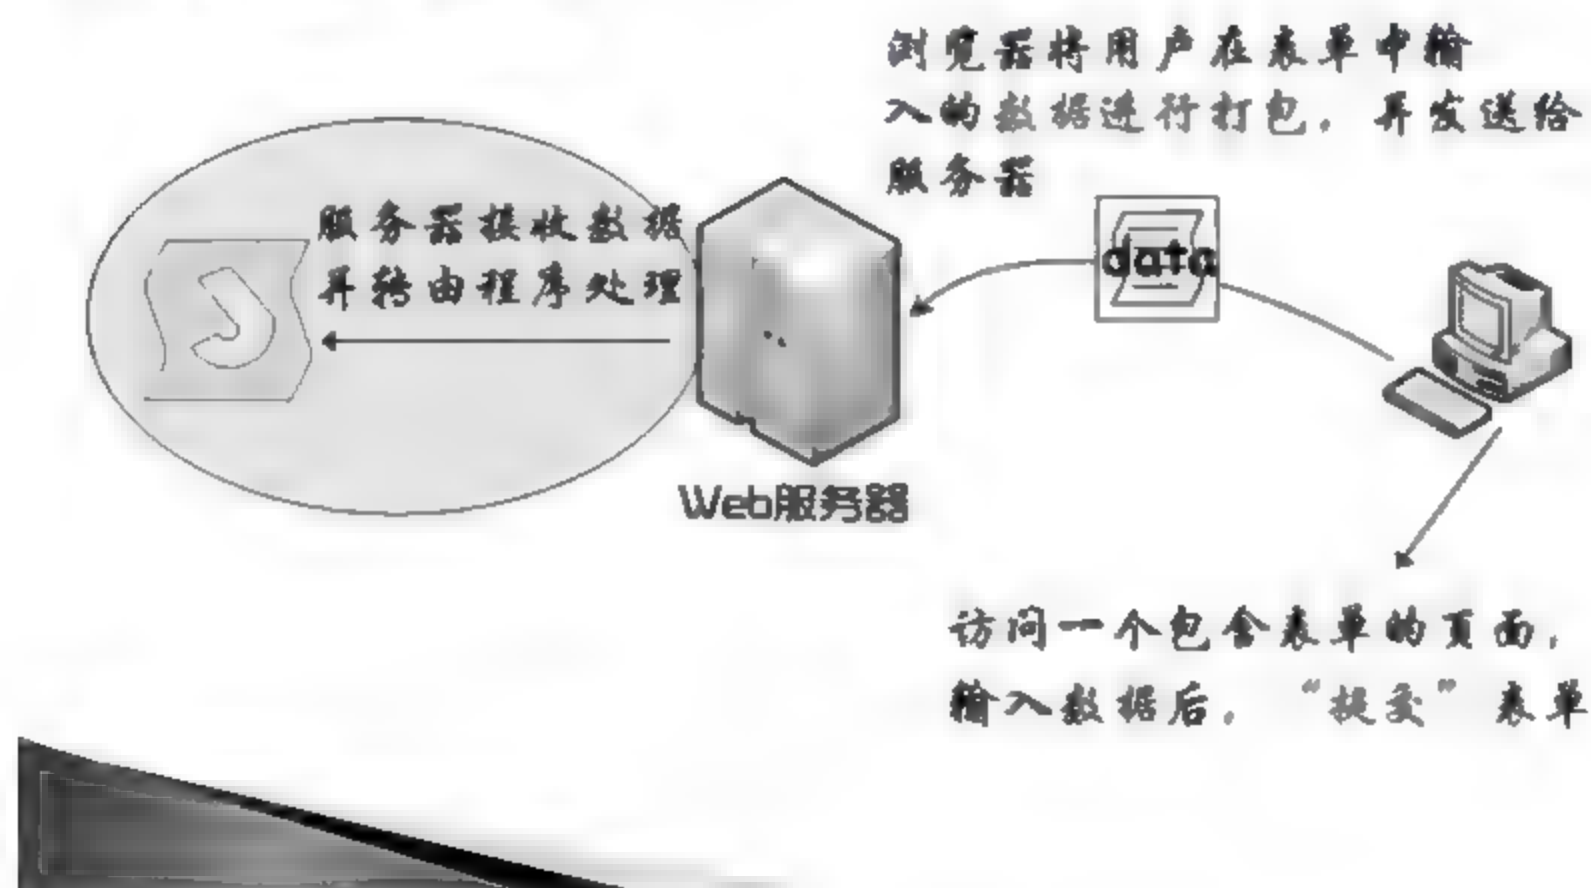 浏览器将用户在表单中输
入的数据进行打包，并发送给
服务器
服务器接收数据
并转由程序处理
data
Web服务器
访问一个包含表单的页面，
输入数据后，“提交”表单